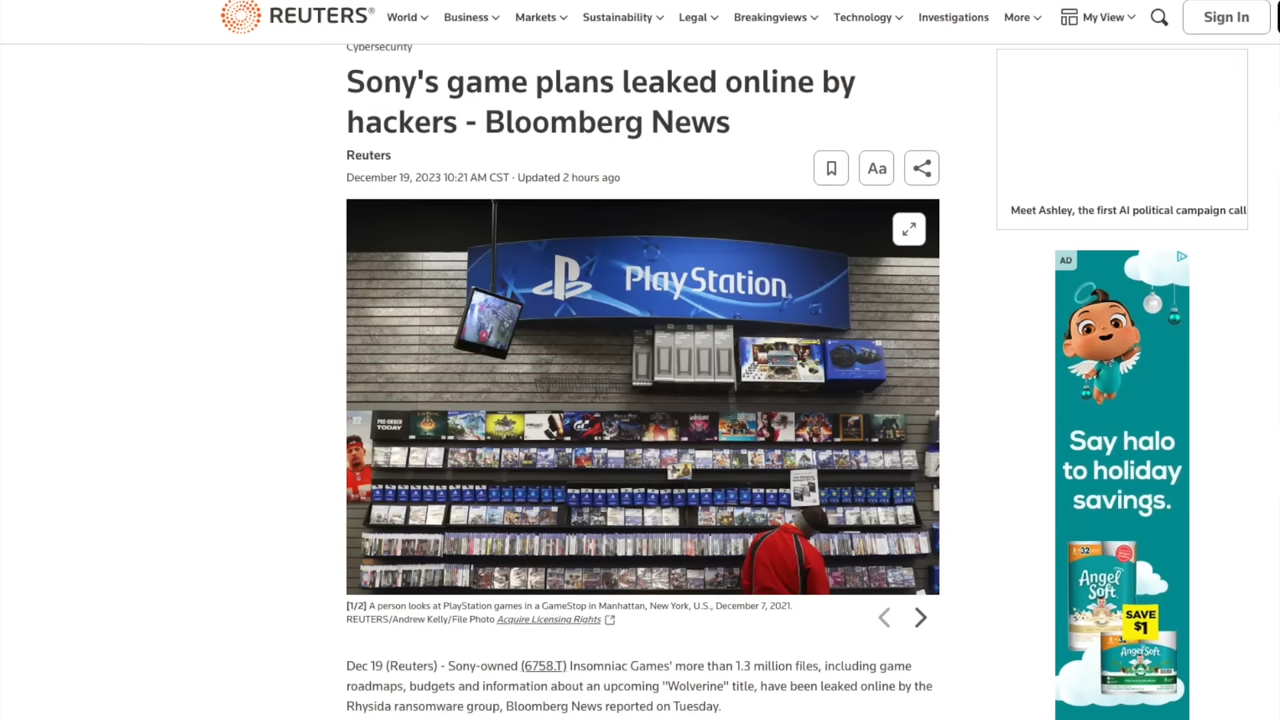 REUTERS®
World Business Markets Sustainability Legal Breakingviews Technology Investigations More My View Sign In
Cybersecurity
Sony's game plans leaked online by
hackers - Bloomberg News
Reuters
December 19, 2023 10:21 AM CST · Updated 2 hours ago
Aa
Meet Ashley, the first AI political campaign call
PlayStation
PRE-ORDER
TODAY
22
[1/2] A person looks at PlayStation games in a GameStop in Manhattan, New York, U.S., December 7, 2021.
REUTERS/Andrew Kelly/File Photo Acquire Licensing Rights
Dec 19 (Reuters) - Sony-owned (6758.T) Insomniac Games' more than 1.3 million files, including game
roadmaps, budgets and information about an upcoming "Wolverine" title, have been leaked online by the
Rhysida ransomware group, Bloomberg News reported on Tuesday.
AD
Say halo
to holiday
savings.
Angel
Soft
SAVE
$1
Angel Soft